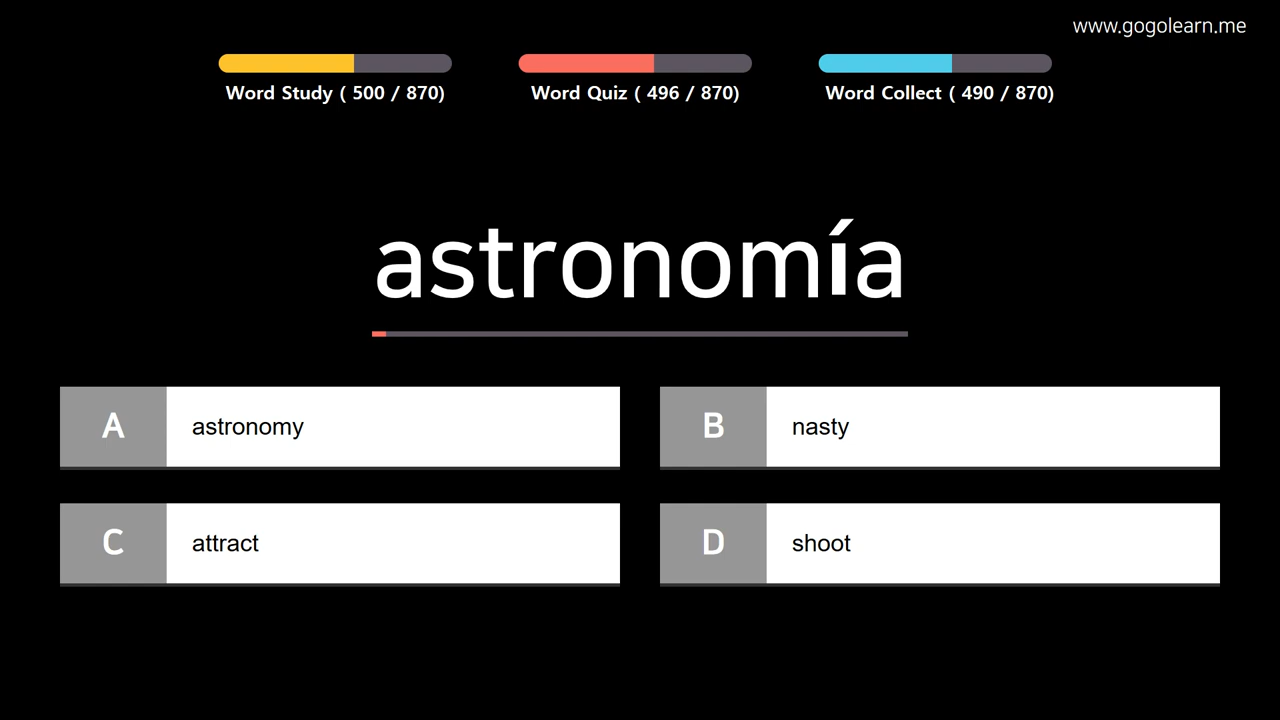 www.gogolearn.me
Word Study ( 500 / 870)
Word Quiz ( 496 / 870)
Word Collect ( 490 / 870)
astronomía
A astronomy
B nasty
C attract
D shoot